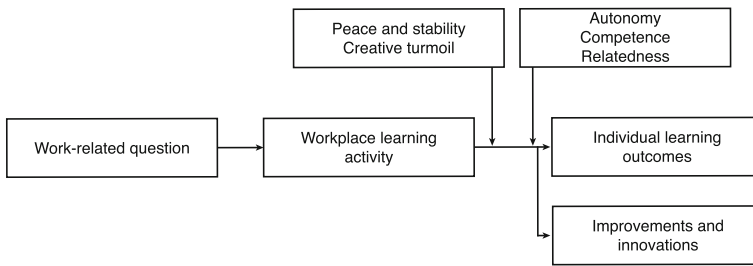 Peace and stability
Creative turmoil
Autonomy
Competence
Relatedness
Work-related question
Workplace learning
activity
Individual learning
outcomes
Improvements and
innovations